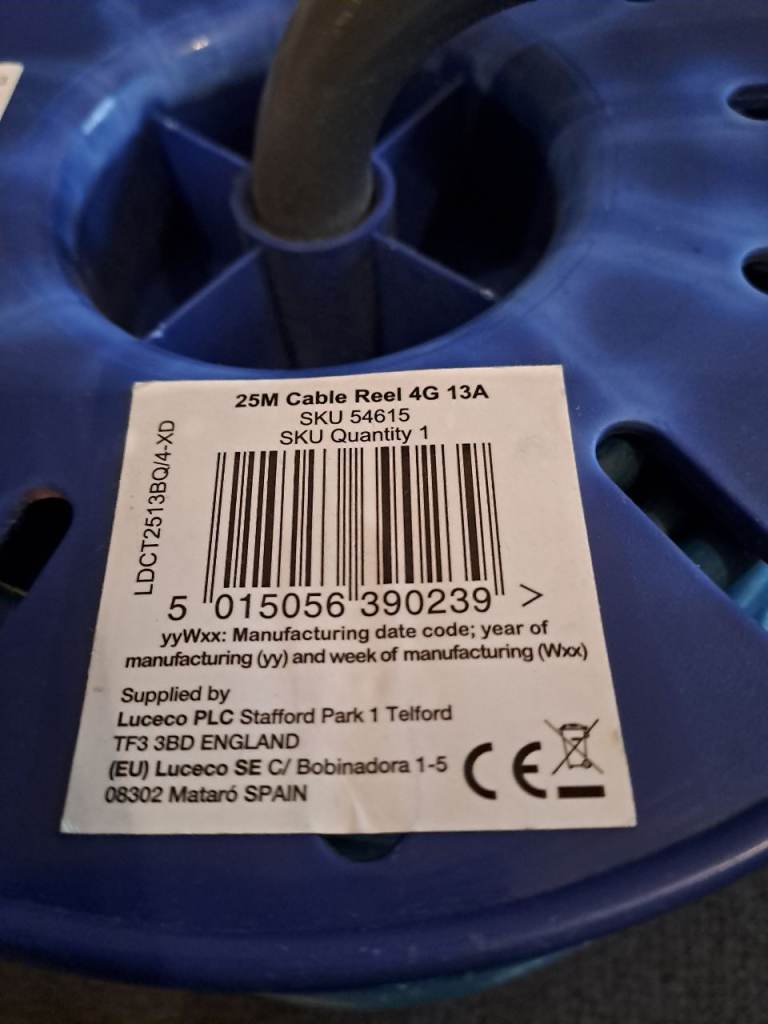 25M Cable Reel 4G 13A
SKU 54615
SKU Quantity 1
LDCT2513BQ/4-XD
5 015056 390239 >
yyWxx: Manufacturing date code; year of
manufacturing (yy) and week of manufacturing (Wxx)
Supplied by
Luceco PLC Stafford Park 1 Telford
TF3 3BD ENGLAND
(EU) Luceco SE C/ Bobinadora 1-5
08302 Mataró SPAIN
CE